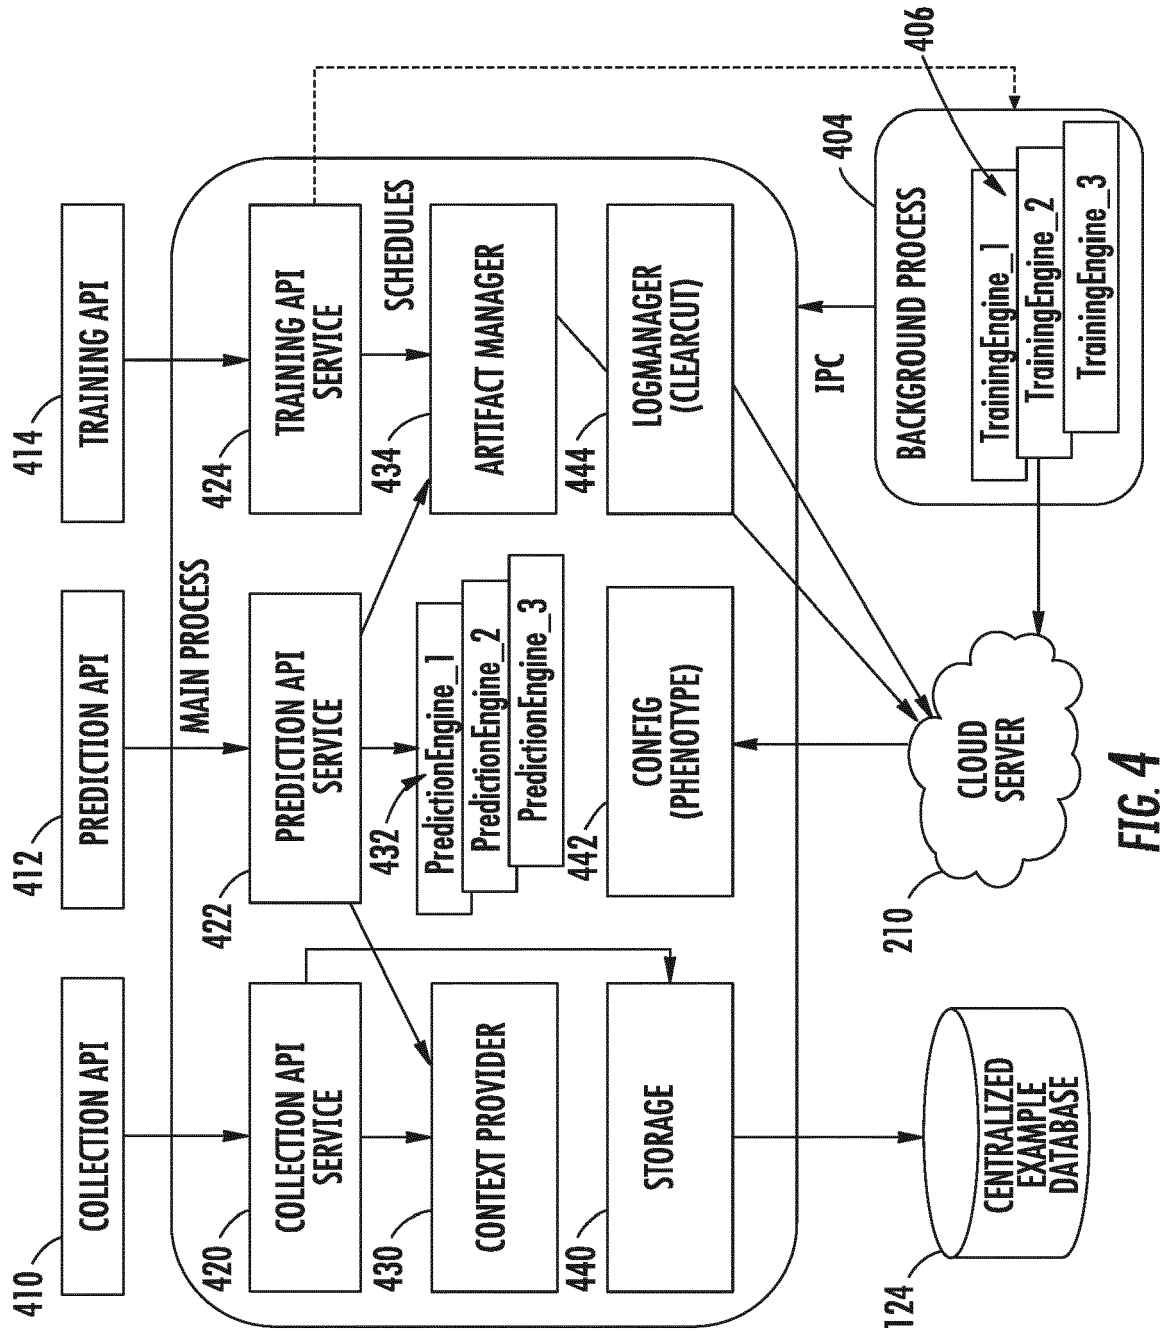 410
COLLECTION API
412
PREDICTION API
414
TRAINING API
MAIN PROCESS
420
COLLECTION API
SERVICE
422
PREDICTION API
SERVICE
424
TRAINING API
SERVICE
SCHEDULES
430
CONTEXT PROVIDER
432
PredictionEngine_1
PredictionEngine_2
PredictionEngine_3
434
ARTIFACT MANAGER
440
STORAGE
442
CONFIG
(PHENOTYPE)
444
LOGMANAGER
(CLEARCUT)
IPC
404
BACKGROUND PROCESS
406
TrainingEngine_1
TrainingEngine_2
TrainingEngine_3
124
CENTRALIZED
EXAMPLE
DATABASE
210
CLOUD
SERVER
FIG. 4